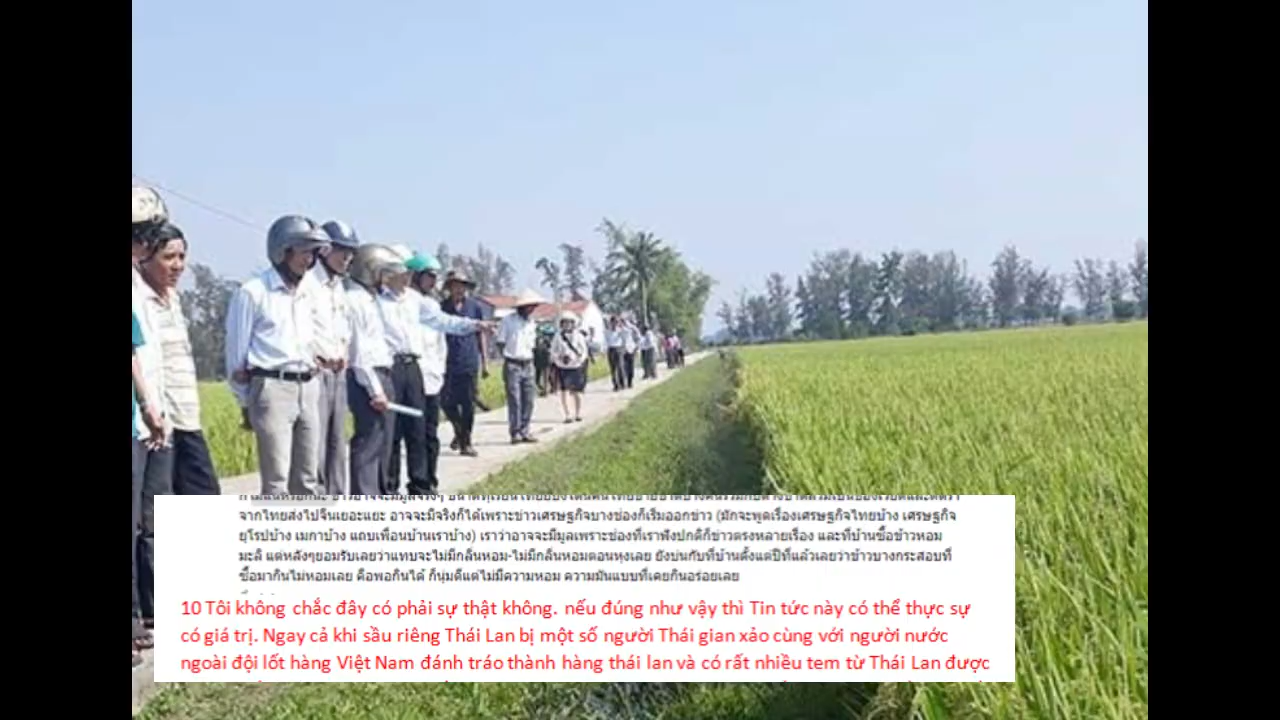 จากไทยส่งไปจีนเยอะแยะ อาจจะมีจริงก็ได้เพราะข่าวเศรษฐกิจบางช่องก็เริ่มออกข่าว (มักจะพูดเรื่องเศรษฐกิจไทยบ้าง เศรษฐกิจ
ยุโรปบ้าง เมกาบ้าง แถบเพื่อนบ้านเราบ้าง) เราว่าอาจจะมีมูลเพราะช่องที่เราฟังปกติก็ข่าวตรงหลายเรื่อง และที่บ้านซื้อข้าวหอม
มะลิ แต่หลังๆยอมรับเลยว่าแทบจะไม่มีกลิ่นหอม-ไม่มีกลิ่นหอมตอนหุงเลย ยังบ่นกับที่บ้านตั้งแต่ปีที่แล้วเลยว่าข้าวบางกระสอบที่
ซื้อมากินไม่หอมเลย คือพอกินได้ ก็นุ่มดีแต่ไม่มีความหอม ความมันแบบที่เคยกินอร่อยเลย
10 Tôi không chắc đây có phải sự thật không. nếu đúng như vậy thì Tin tức này có thể thực sự
có giá trị. Ngay cả khi sầu riêng Thái Lan bị một số người Thái gian xảo cùng với người nước
ngoài đội lốt hàng Việt Nam đánh tráo thành hàng thái lan và có rất nhiều tem từ Thái Lan được